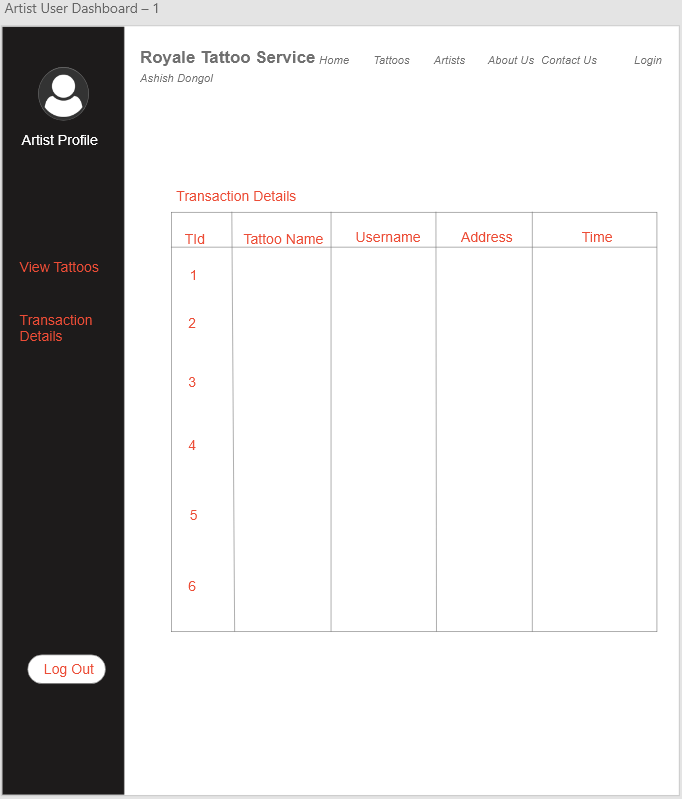 Artist User Dashboard – 1
Royale Tattoo Service Home Tattoos Artists About Us Contact Us Login
Ashish Dongol
Artist Profile
View Tattoos
Transaction
Details
Log Out
Transaction Details
TId Tattoo Name Username Address Time
1
2
3
4
5
6